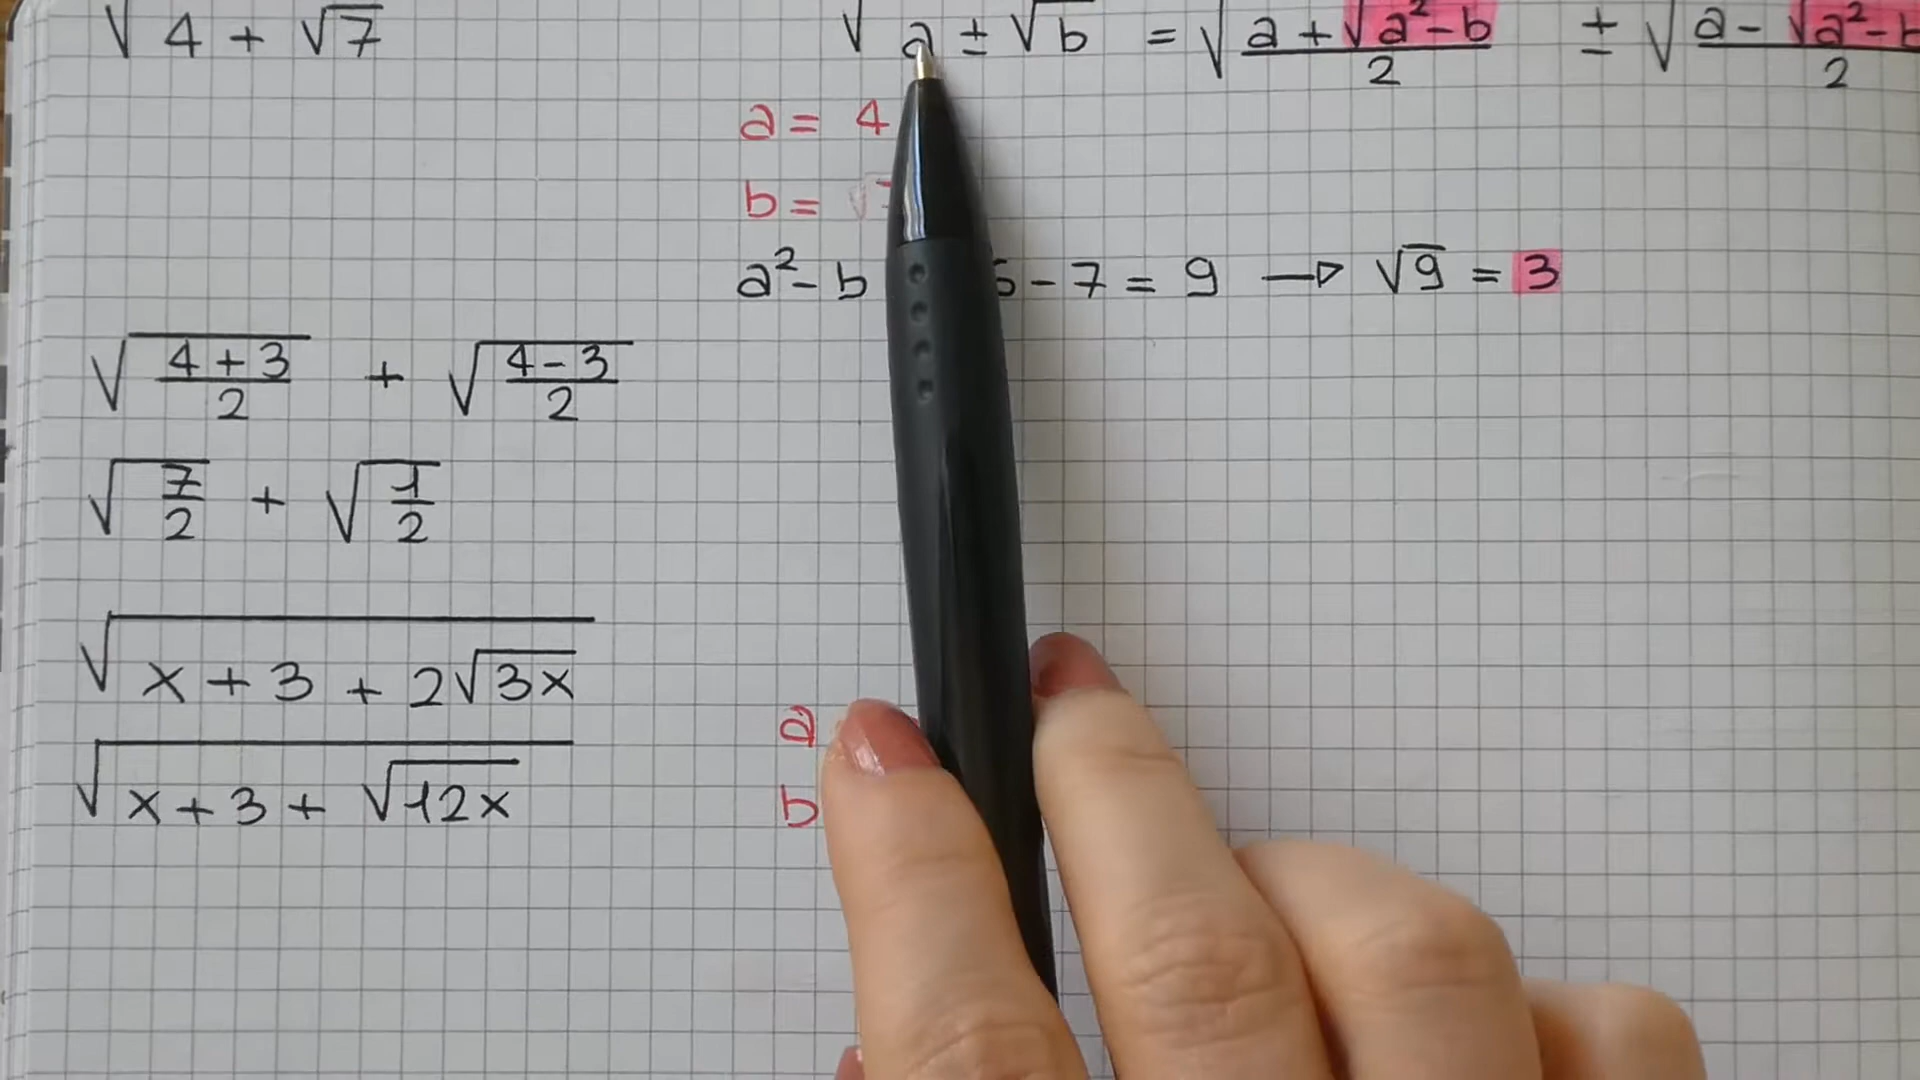 √4 + √7
√a ± √b = √(a + √a² - b)/2 ± √(a - √a² - b)/2
a = 4
b = √7
a² - b 6 - 7 = 9 → √9 = 3
√(4 + 3)/2 + √(4 - 3)/2
√7/2 + √1/2
√x + 3 + 2√3x
a
√x + 3 + √12x
b